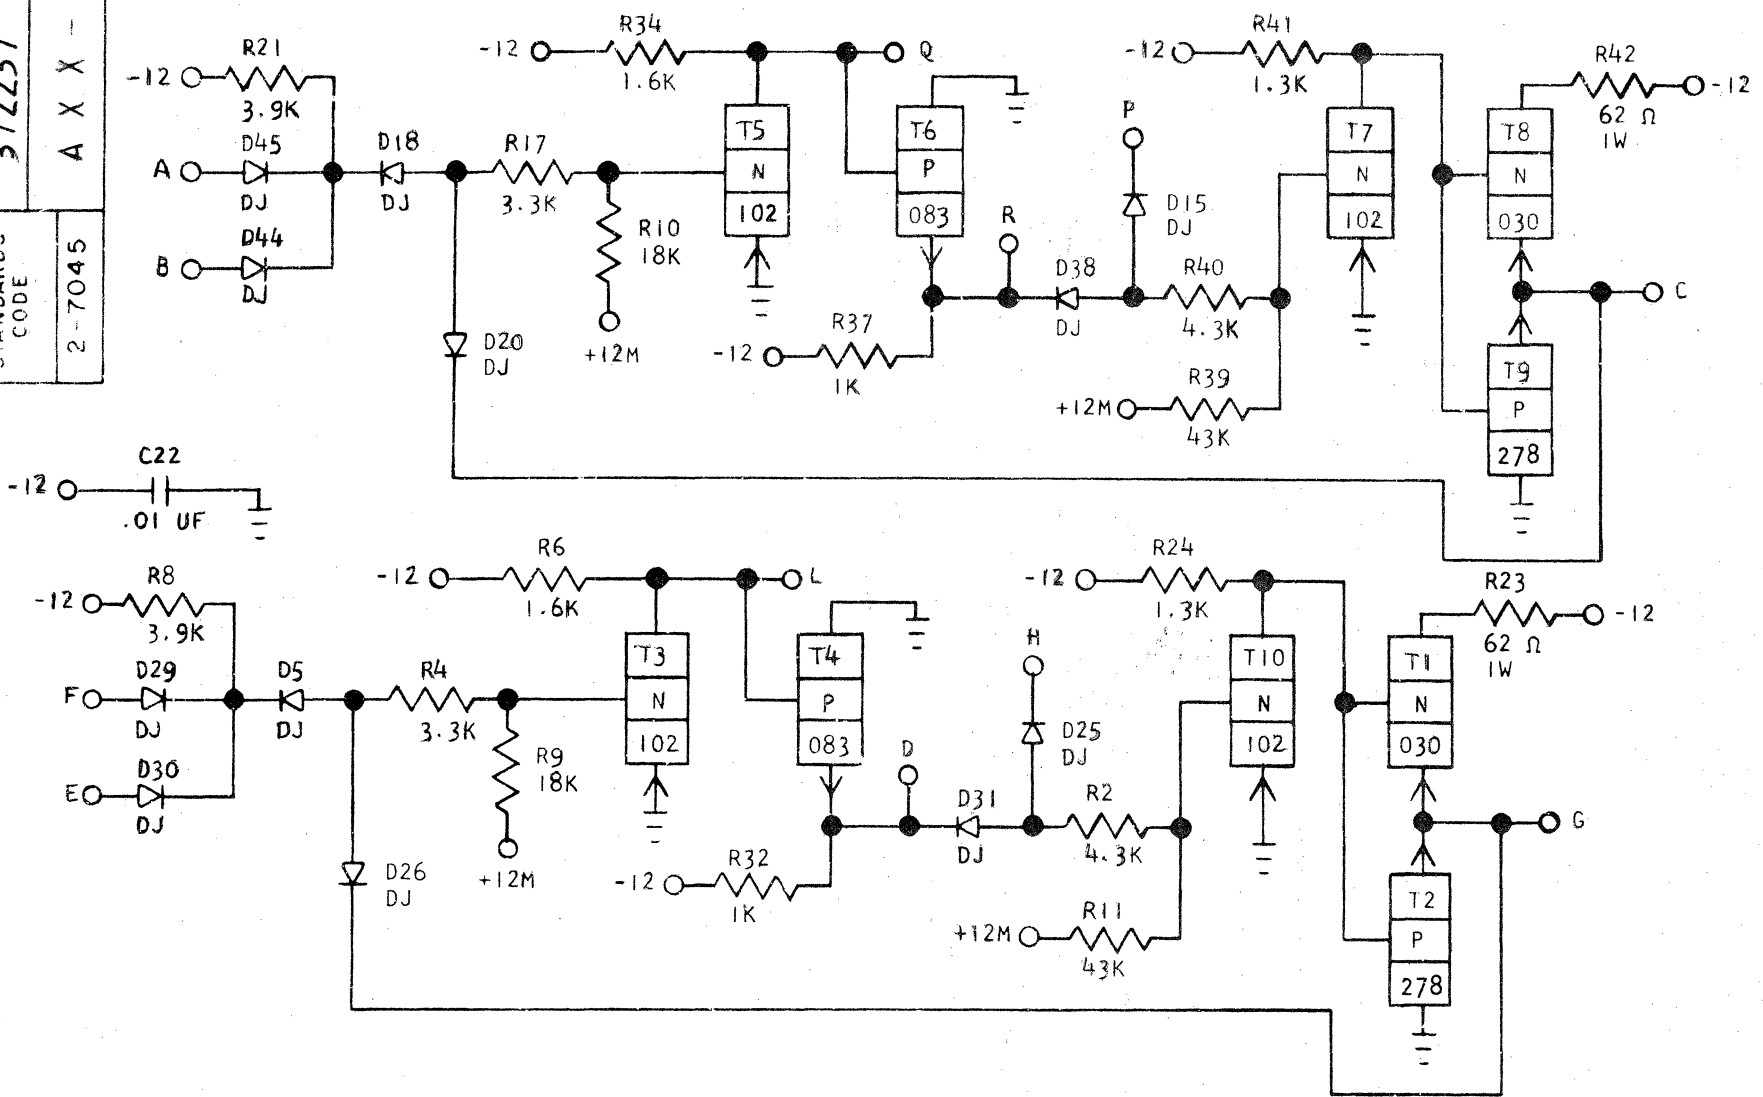 A X X -
CODE
2-7045
R21
-12
3.9K
D45
A
DJ
D44
B
DJ
D18
DJ
R17
3.3K
R10
18K
+12M
D20
DJ
R34
-12
1.6K
Q
T5
N
102
T6
P
083
R
R37
-12
1K
D38
DJ
P
D15
DJ
R40
4.3K
R39
+12M
43K
R41
-12
1.3K
T7
N
102
T8
N
030
R42
-12
62 Ω
1W
C
T9
P
278
C22
-12
.01 UF
R8
-12
3.9K
D29
F
DJ
D30
E
DJ
D5
DJ
R4
3.3K
R9
18K
+12M
D26
DJ
R6
-12
1.6K
L
T3
N
102
T4
P
083
D
R32
-12
1K
D31
DJ
H
D25
DJ
R2
4.3K
R11
+12M
43K
R24
-12
1.3K
T10
N
102
T1
N
030
R23
-12
62 Ω
1W
G
T2
P
278